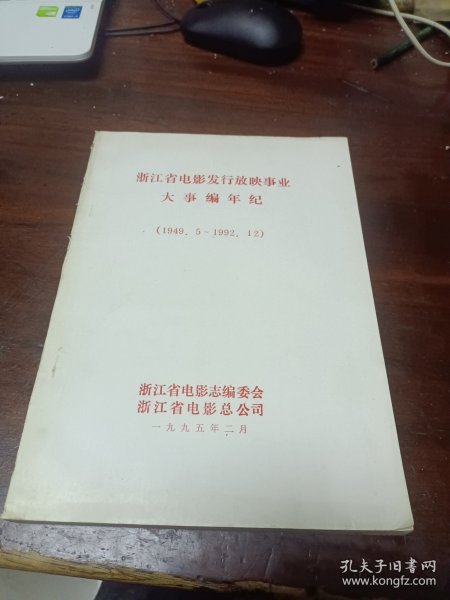 浙江省电影发行放映事业
大事编年纪
(1949.5~1992.12)
浙江省电影志编委会
浙江省电影总公司
一九九五年二月
孔夫子旧书网
www.kongfz.com